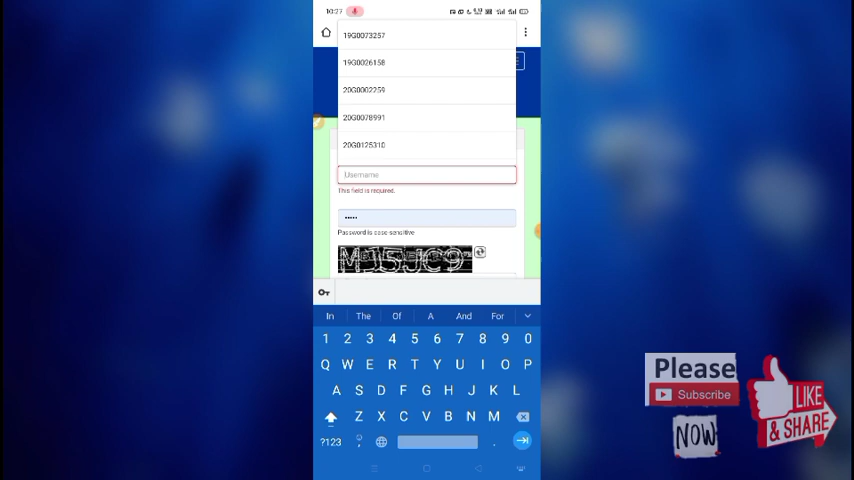 10:27
19G0073257
19G0026158
20G0002259
20G0078991
20G0125310
Username
This field is required.
•••••
Password is case sensitive
MJ5JC9
In The Of A And For
1 2 3 4 5 6 7 8 9 0
Q W E R T Y U I O P
A S D F G H J K L
Z X C V B N M
?123 , .
Please
Subscribe
NOW
LIKE
& SHARE